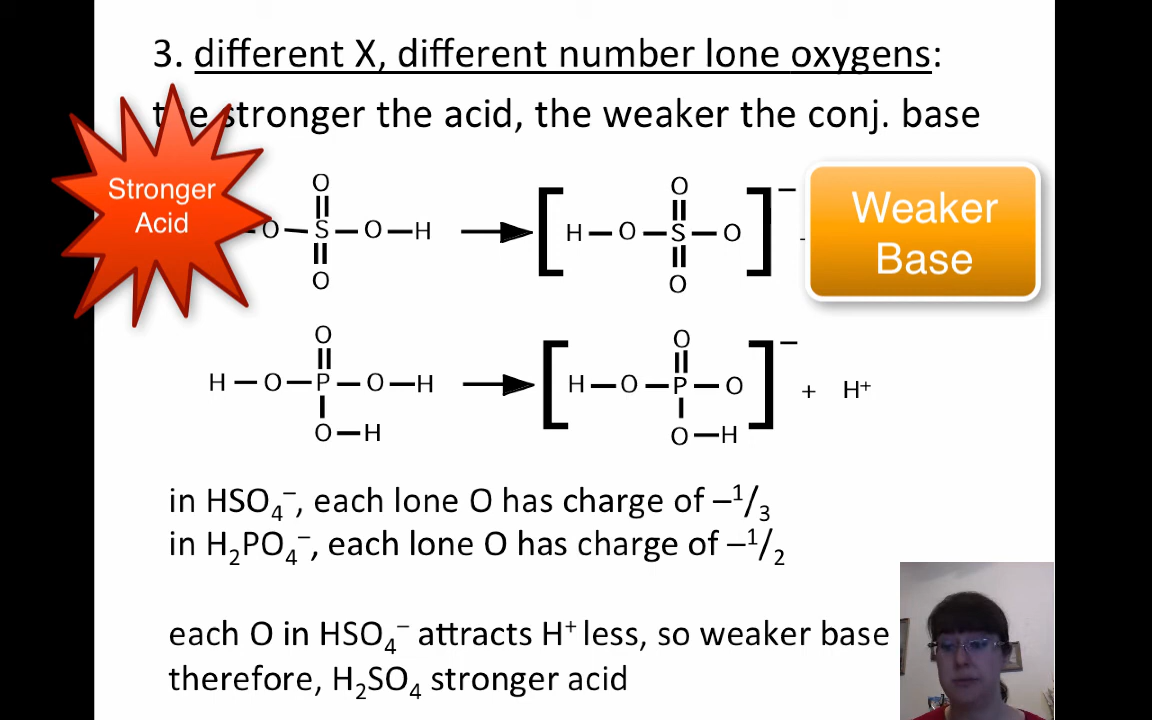 3. different X, different number lone oxygens:
the stronger the acid, the weaker the conj. base
Stronger
Acid
O
O—S—O—H
O
O
[H—O—S—O]⁻
O
Weaker
Base
O
H—O—P—O—H
O—H
O
[H—O—P—O]⁻ + H⁺
O—H
in HSO₄⁻, each lone O has charge of –¹/₃
in H₂PO₄⁻, each lone O has charge of –¹/₂
each O in HSO₄⁻ attracts H⁺ less, so weaker base
therefore, H₂SO₄ stronger acid